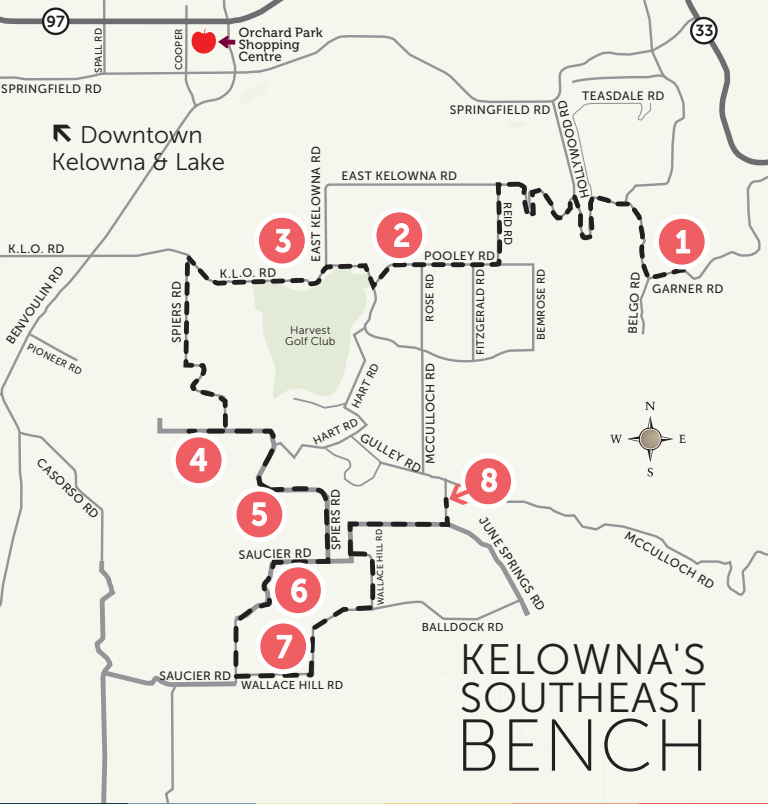 97
SPALL RD
COOPER
Orchard Park
Shopping
Centre
33
SPRINGFIELD RD
SPRINGFIELD RD
TEASDALE RD
HOLLYWOOD RD
Downtown
Kelowna & Lake
EAST KELOWNA RD
EAST KELOWNA RD
REID RD
K.L.O. RD
3
2
1
POOLEY RD
K.L.O. RD
GARNER RD
BELGO RD
BENVOULIN RD
SPIERS RD
ROSE RD
FITZGERALD RD
BEMROSE RD
Harvest
Golf Club
PIONEER RD
HART RD
MCCULLOCH RD
N
W
E
S
HART RD
GULLEY RD
4
CASORSO RD
8
5
SPIERS RD
JUNE SPRINGS RD
MCCULLOCH RD
SAUCIER RD
WALLACE HILL RD
6
BALLDOCK RD
7
SAUCIER RD
WALLACE HILL RD
KELOWNA'S
SOUTHEAST
BENCH